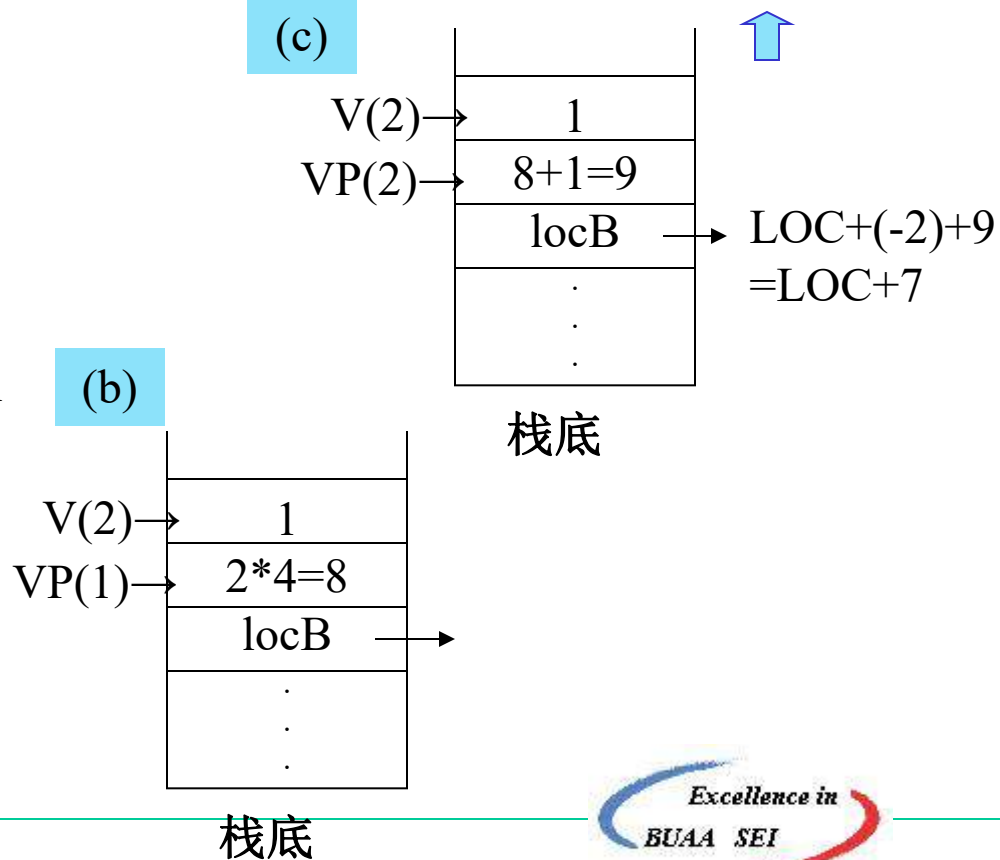 (c)
V(2)
1
VP(2)
8+1=9
locB
LOC+(-2)+9
=LOC+7
.
.
.
栈底
(b)
V(2)
1
VP(1)
2*4=8
locB
.
.
.
栈底
Excellence in
BUAA SEI